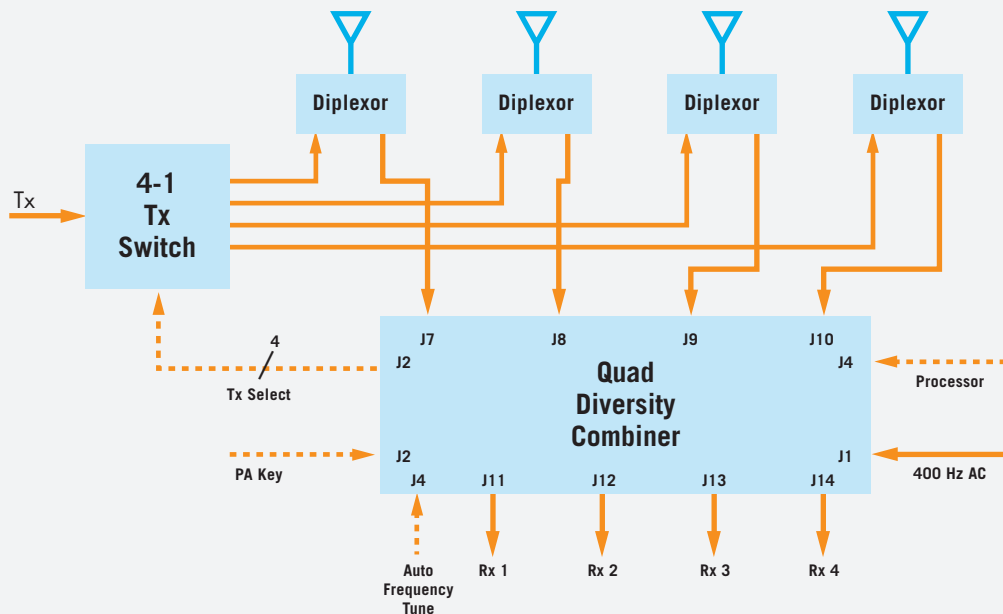 Diplexor
Diplexor
Diplexor
Diplexor
4-1
Tx
Switch
Tx
J7
J8
J9
J10
4
J2
J4
Tx Select
Processor
Quad
Diversity
Combiner
J2
J1
PA Key
400 Hz AC
J4
J11
J12
J13
J14
Auto
Frequency
Tune
Rx 1
Rx 2
Rx 3
Rx 4